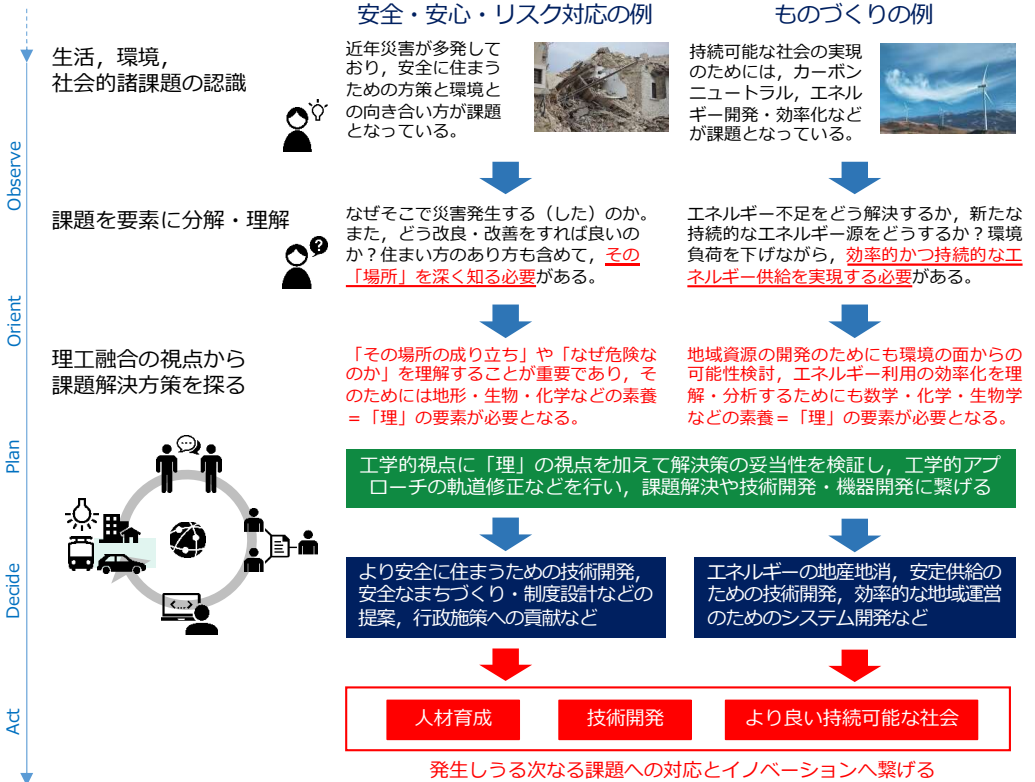 安全・安心・リスク対応の例
ものづくりの例
生活，環境，
社会的諸課題の認識
近年災害が多発して
おり，安全に住まう
ための方策と環境と
の向き合い方が課題
となっている。
持続可能な社会の実現
のためには，カーボン
ニュートラル，エネル
ギー開発・効率化など
が課題となっている。
Observe
課題を要素に分解・理解
?
なぜそこで災害発生する（した）のか。
また，どう改良・改善をすれば良いの
か？住まい方のあり方も含めて，その
「場所」を深く知る必要がある。
エネルギー不足をどう解決するか，新たな
持続的なエネルギー源をどうするか？環境
負荷を下げながら，効率的かつ持続的なエ
ネルギー供給を実現する必要がある。
Orient
理工融合の視点から
課題解決方策を探る
「その場所の成り立ち」や「なぜ危険な
のか」を理解することが重要であり，そ
のためには地形・生物・化学などの素養
＝「理」の要素が必要となる。
地域資源の開発のためにも環境の面からの
可能性検討，エネルギー利用の効率化を理
解・分析するためにも数学・化学・生物学
などの素養＝「理」の要素が必要となる。
Plan
工学的視点に「理」の視点を加えて解決策の妥当性を検証し，工学的アプ
ローチの軌道修正などを行い，課題解決や技術開発・機器開発に繋げる
Decide
<...>
より安全に住まうための技術開発，
安全なまちづくり・制度設計などの
提案，行政施策への貢献など
エネルギーの地産地消，安定供給の
ための技術開発，効率的な地域運営
のためのシステム開発など
Act
人材育成
技術開発
より良い持続可能な社会
発生しうる次なる課題への対応とイノベーションへ繋げる